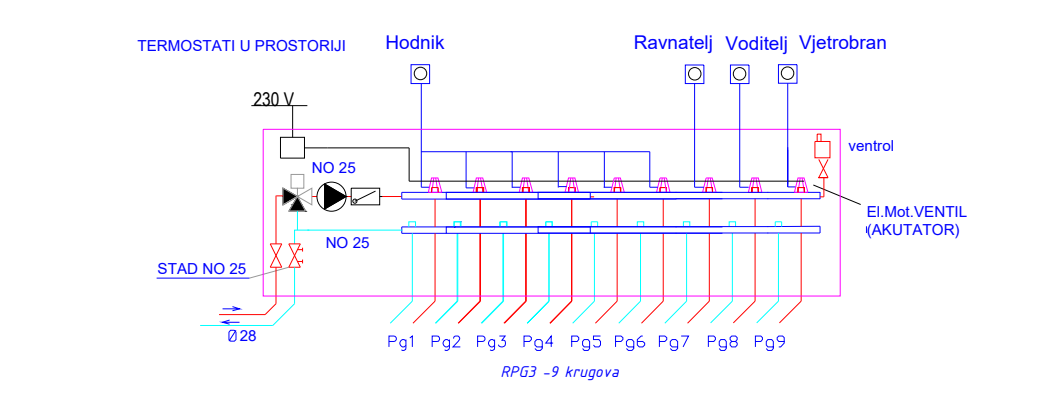 TERMOSTATI U PROSTORIJI
Hodnik
Ravnatelj
Voditelj
Vjetrobran
230 V
ventrol
NO 25
El.Mot.VENTIL
(AKUTATOR)
NO 25
STAD NO 25
Ø28
Pg1
Pg2
Pg3
Pg4
Pg5
Pg6
Pg7
Pg8
Pg9
RPG3 -9 krugova